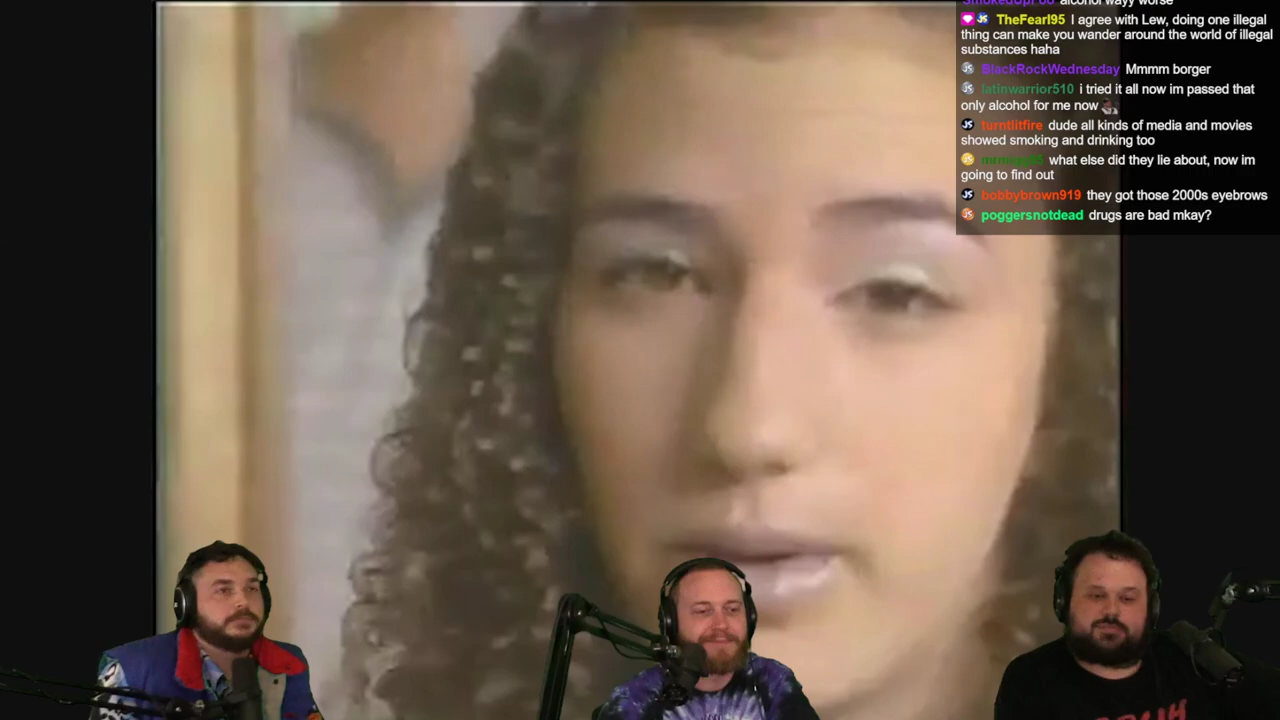 alcohol wayy worse
TheFearI95 I agree with Lew, doing one illegal
thing can make you wander around the world of illegal
substances haha
BlackRockWednesday Mmmm borger
latinwarrior510 i tried it all now im passed that
only alcohol for me now
turntlitfire dude all kinds of media and movies
showed smoking and drinking too
what else did they lie about, now im
going to find out
bobbybrown919 they got those 2000s eyebrows
poggersnotdead drugs are bad mkay?